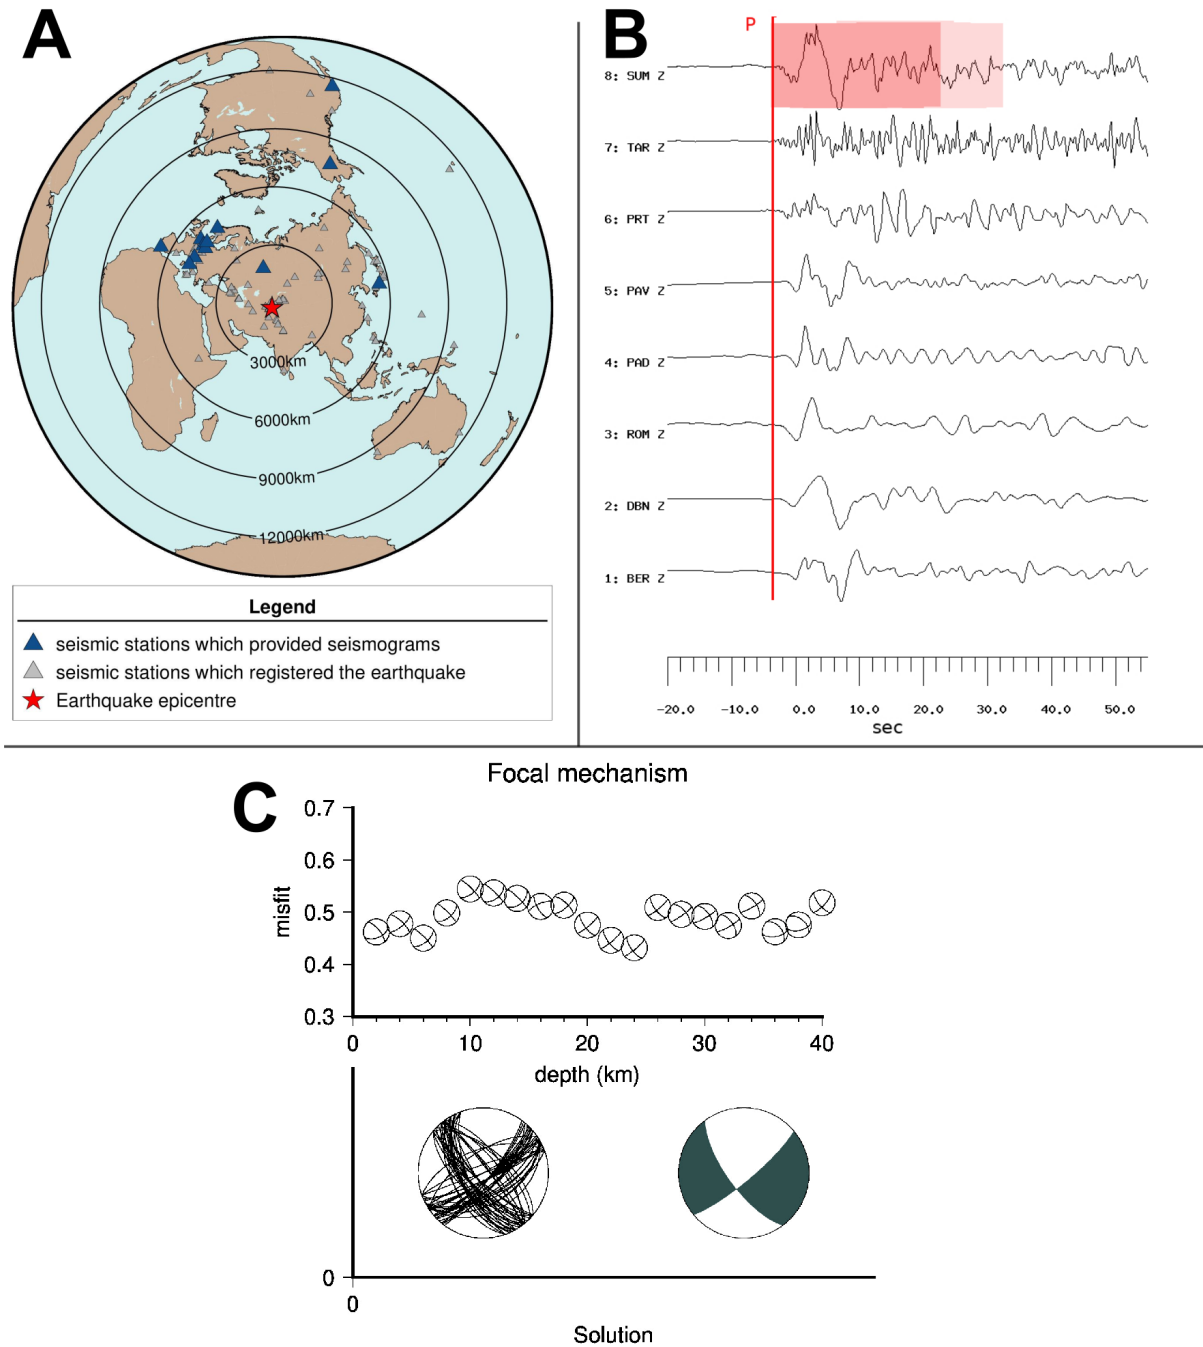 A
3000km
6000km
9000km
12000km
Legend
seismic stations which provided seismograms
seismic stations which registered the earthquake
Earthquake epicentre
B
P
8: SUM Z
7: TAR Z
6: PRT Z
5: PAV Z
4: PAD Z
3: ROM Z
2: DBN Z
1: BER Z
-20.0 -10.0 0.0 10.0 20.0 30.0 40.0 50.0
sec
C
Focal mechanism
0.7
0.6
0.5
0.4
0.3
misfit
0 10 20 30 40
depth (km)
0
0
Solution